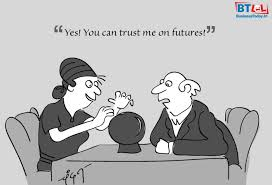 BT
BusinessToday.In
“Yes! You can trust me on futures!”